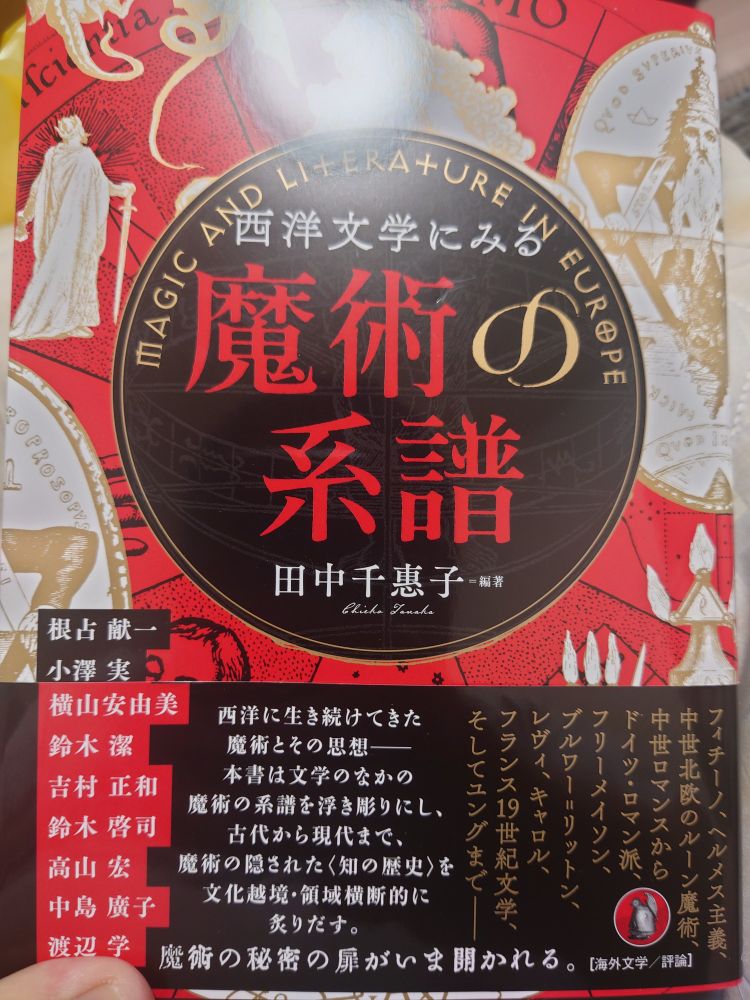 fcientia
MO
QVOD SVPERIVS
MAGIC AND LITERATURE IN EUROPE
西洋文学にみる
魔術の
系譜
田中千惠子=編著
Chieko Tanaka
根占 献一
小澤 実
横山安由美
鈴木 潔
吉村 正和
鈴木 啓司
高山 宏
中島 廣子
渡辺 学
西洋に生き続けてきた
魔術とその思想——
本書は文学のなかの
魔術の系譜を浮き彫りにし、
古代から現代まで、
魔術の隠された〈知の歴史〉を
文化越境・領域横断的に
炙りだす。
魔術の秘密の扉がいま開かれる。
フィチーノ、ヘルメス主義、
中世北欧のルーン魔術、
中世ロマンスから
ドイツ・ロマン派、
フリーメイソン、
ブルワー=リットン、
レヴィ、キャロル、
フランス19世紀文学、
そしてユングまで——
[海外文学/評論]